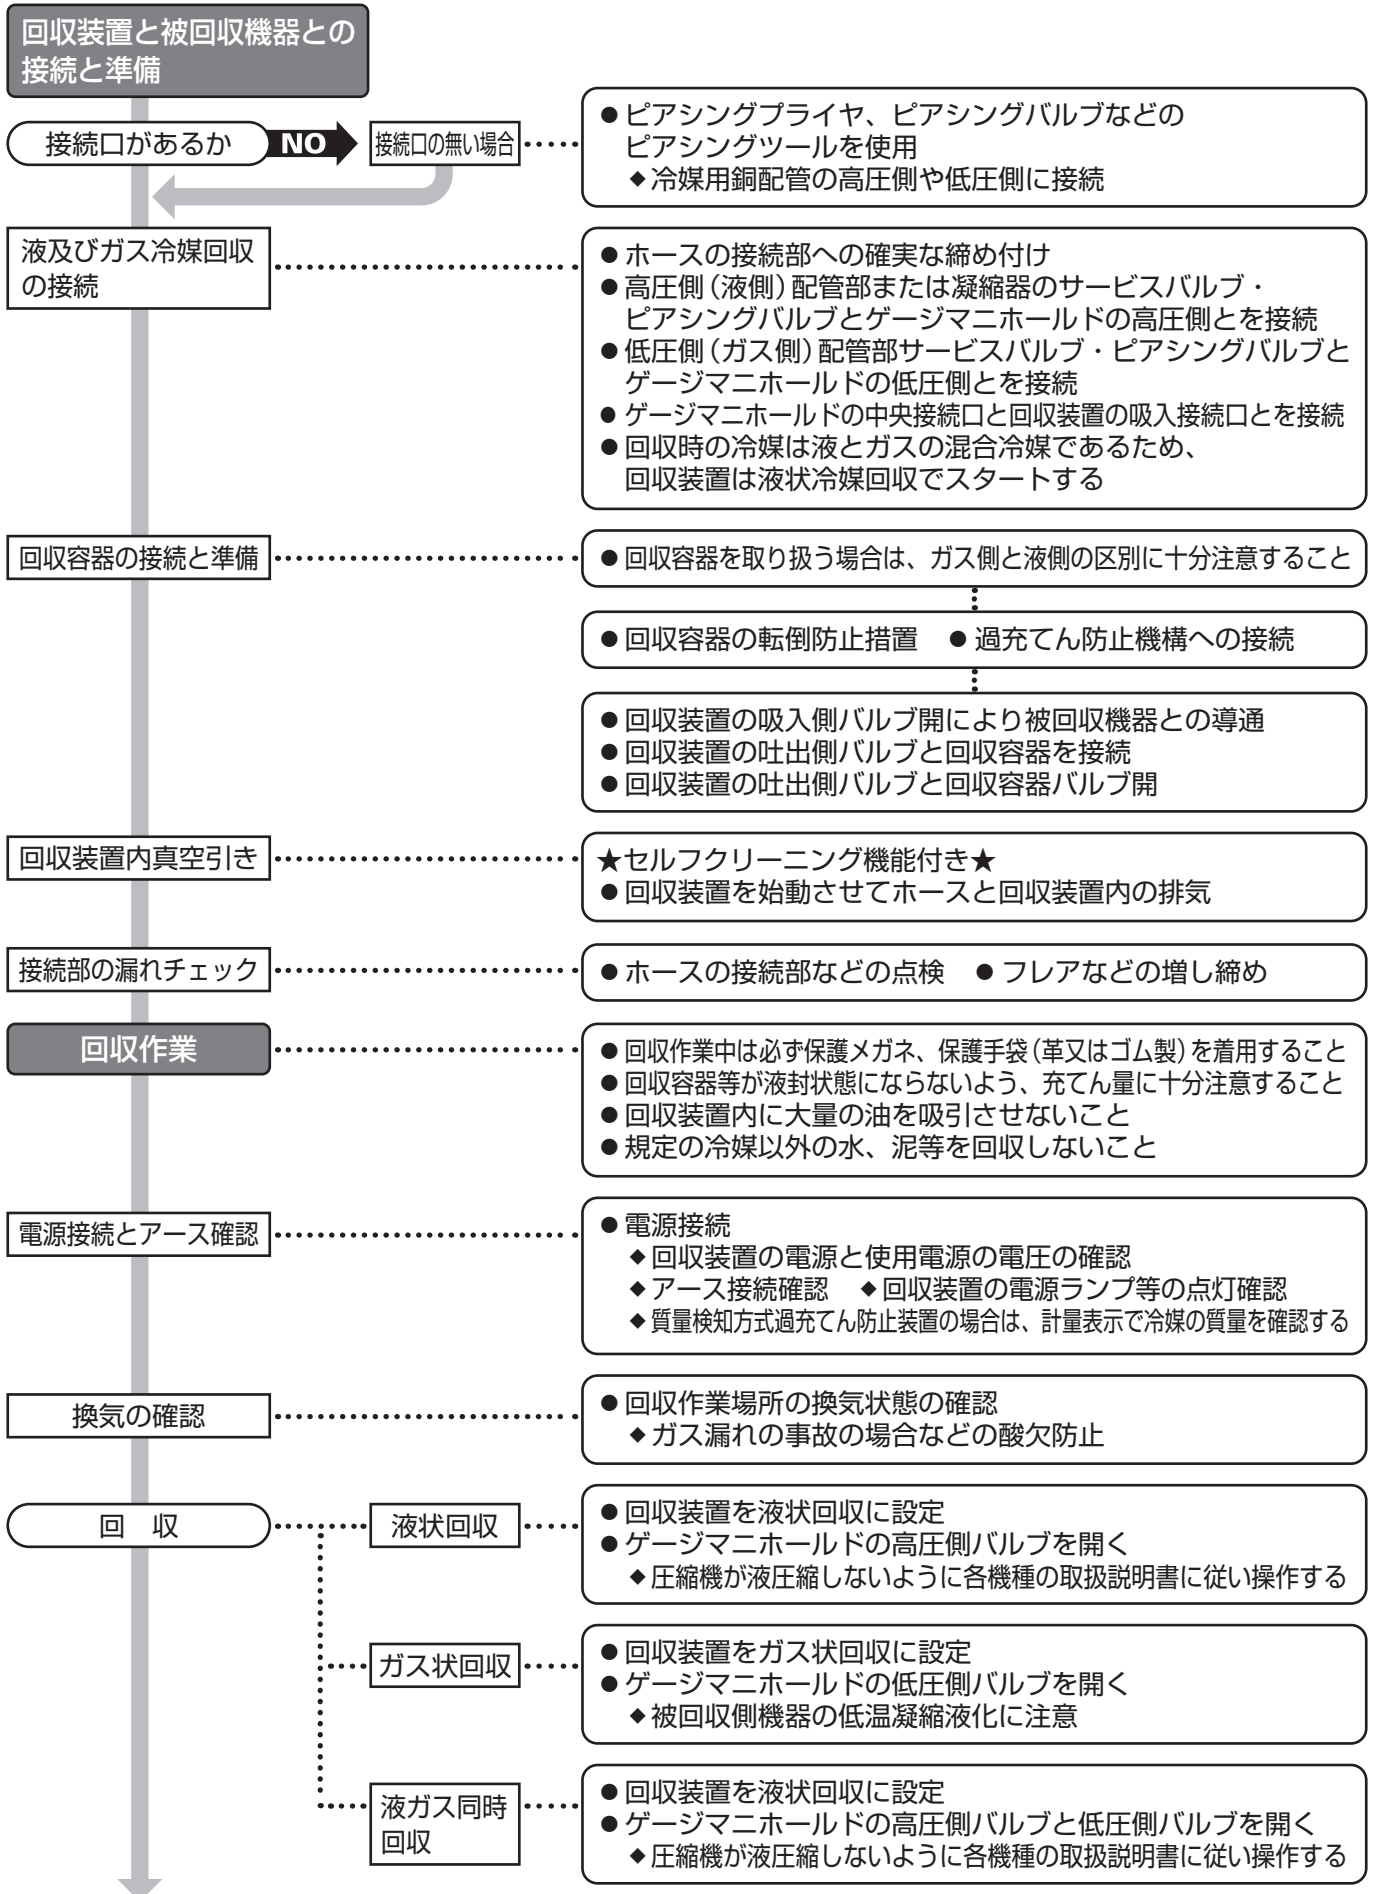 回収装置と被回収機器との
接続と準備
接続口があるか
NO
接続口の無い場合
●ピアシングプライヤ、ピアシングバルブなどの
ピアシングツールを使用
◆冷媒用銅配管の高圧側や低圧側に接続
液及びガス冷媒回収
の接続
●ホースの接続部への確実な締め付け
●高圧側(液側)配管部または凝縮器のサービスバルブ・
ピアシングバルブとゲージマニホールドの高圧側とを接続
●低圧側(ガス側)配管部サービスバルブ・ピアシングバルブと
ゲージマニホールドの低圧側とを接続
●ゲージマニホールドの中央接続口と回収装置の吸入接続口とを接続
●回収時の冷媒は液とガスの混合冷媒であるため、
回収装置は液状冷媒回収でスタートする
回収容器の接続と準備
●回収容器を取り扱う場合は、ガス側と液側の区別に十分注意すること
●回収容器の転倒防止措置 ●過充てん防止機構への接続
●回収装置の吸入側バルブ開により被回収機器との導通
●回収装置の吐出側バルブと回収容器を接続
●回収装置の吐出側バルブと回収容器バルブ開
回収装置内真空引き
★セルフクリーニング機能付き★
●回収装置を始動させてホースと回収装置内の排気
接続部の漏れチェック
●ホースの接続部などの点検 ●フレアなどの増し締め
回収作業
●回収作業中は必ず保護メガネ、保護手袋(革又はゴム製)を着用すること
●回収容器等が液封状態にならないよう、充てん量に十分注意すること
●回収装置内に大量の油を吸引させないこと
●規定の冷媒以外の水、泥等を回収しないこと
電源接続とアース確認
●電源接続
◆回収装置の電源と使用電源の電圧の確認
◆アース接続確認 ◆回収装置の電源ランプ等の点灯確認
◆質量検知方式過充てん防止装置の場合は、計量表示で冷媒の質量を確認する
換気の確認
●回収作業場所の換気状態の確認
◆ガス漏れの事故の場合などの酸欠防止
回 収
液状回収
●回収装置を液状回収に設定
●ゲージマニホールドの高圧側バルブを開く
◆圧縮機が液圧縮しないように各機種の取扱説明書に従い操作する
ガス状回収
●回収装置をガス状回収に設定
●ゲージマニホールドの低圧側バルブを開く
◆被回収側機器の低温凝縮液化に注意
液ガス同時
回収
●回収装置を液状回収に設定
●ゲージマニホールドの高圧側バルブと低圧側バルブを開く
◆圧縮機が液圧縮しないように各機種の取扱説明書に従い操作する